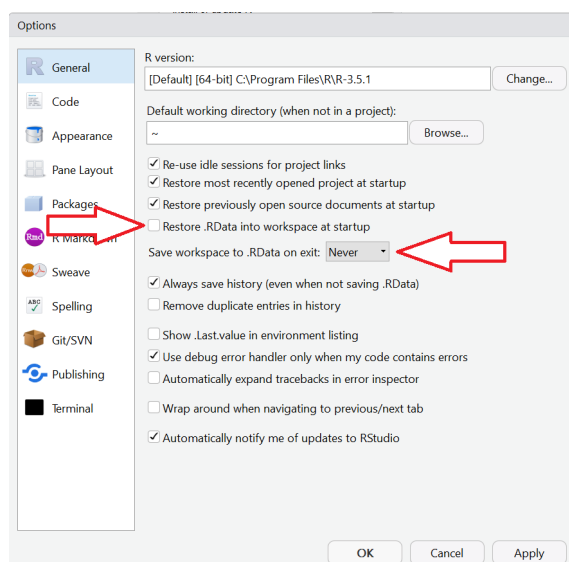 Options
General
Code
Appearance
Pane Layout
Packages
R Markdown
Sweave
Spelling
Git/SVN
Publishing
Terminal
R version:
[Default] [64-bit] C:\Program Files\R\R-3.5.1
Change...
Default working directory (when not in a project):
~
Browse...
Re-use idle sessions for project links
Restore most recently opened project at startup
Restore previously open source documents at startup
Restore .RData into workspace at startup
Save workspace to .RData on exit: Never
Always save history (even when not saving .RData)
Remove duplicate entries in history
Show .Last.value in environment listing
Use debug error handler only when my code contains errors
Automatically expand tracebacks in error inspector
Wrap around when navigating to previous/next tab
Automatically notify me of updates to RStudio
OK
Cancel
Apply